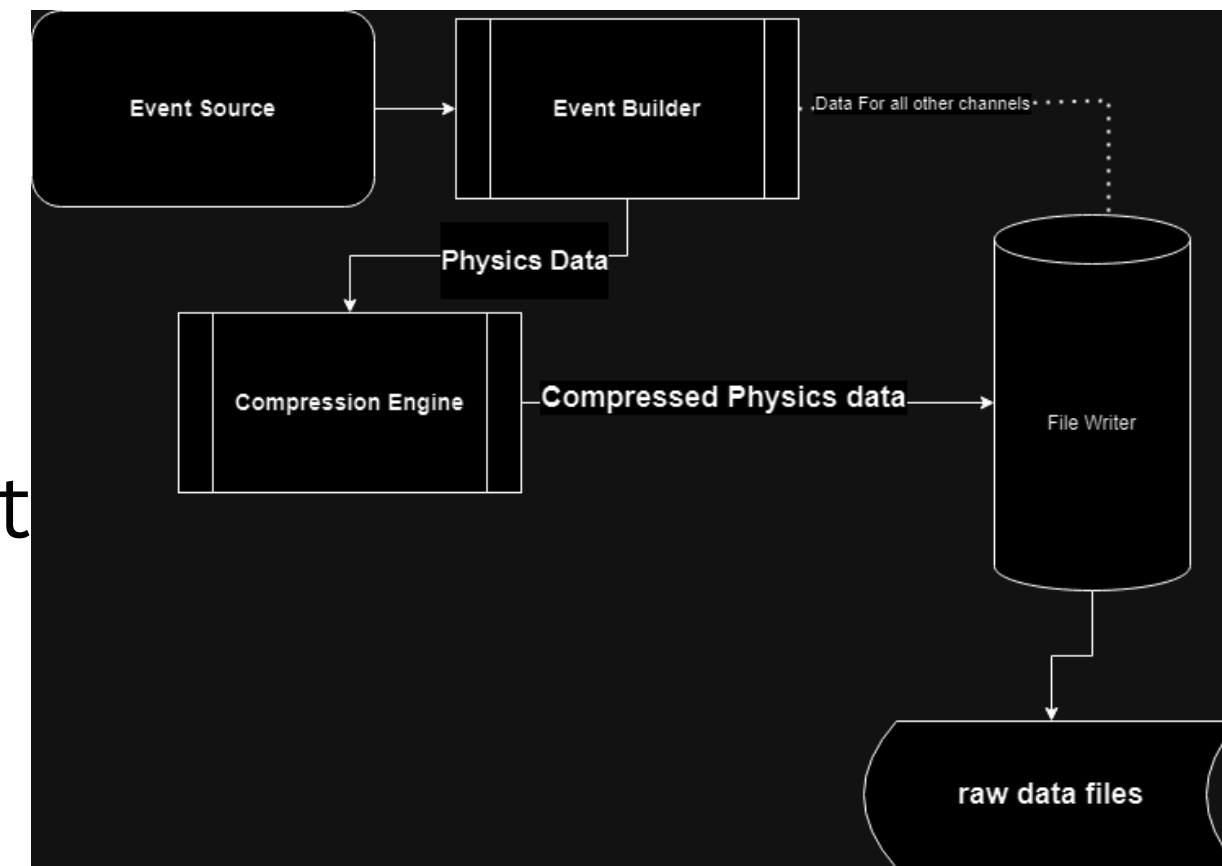 Event Source
Event Builder
Data For all other channels
Physics Data
Compression Engine
Compressed Physics data
File Writer
t
raw data files